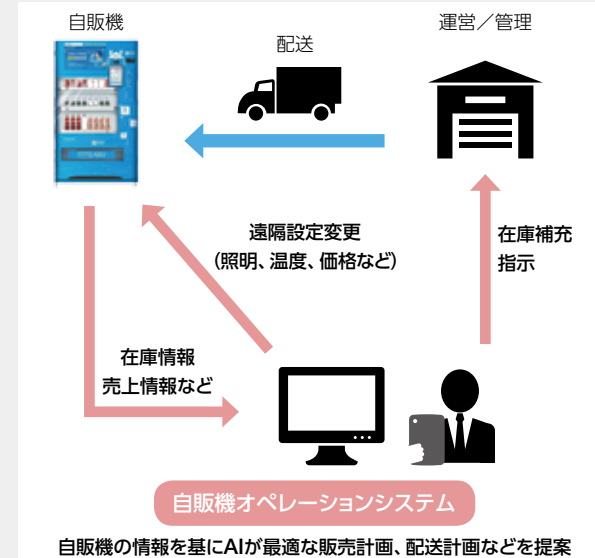 自販機
運営／管理
配送
遠隔設定変更
（照明、温度、価格など）
在庫補充
指示
在庫情報
売上情報など
自販機オペレーションシステム
自販機の情報を基にAIが最適な販売計画、配送計画などを提案